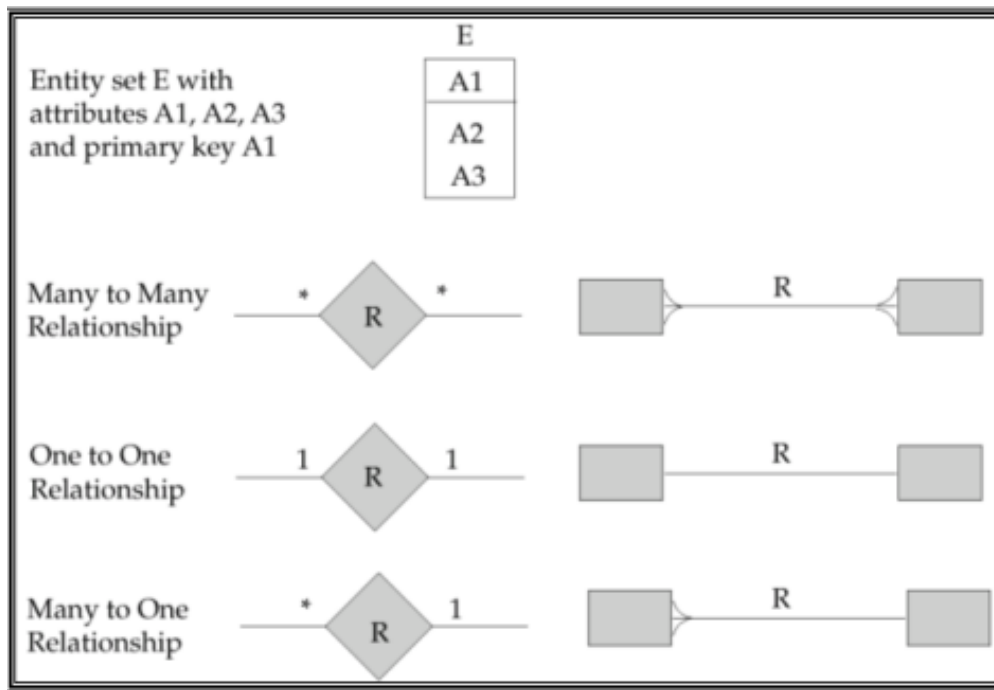 E
Entity set E with
attributes A1, A2, A3
and primary key A1
A1
A2
A3
Many to Many
Relationship
* R *
R
One to One
Relationship
1 R 1
R
Many to One
Relationship
* R 1
R